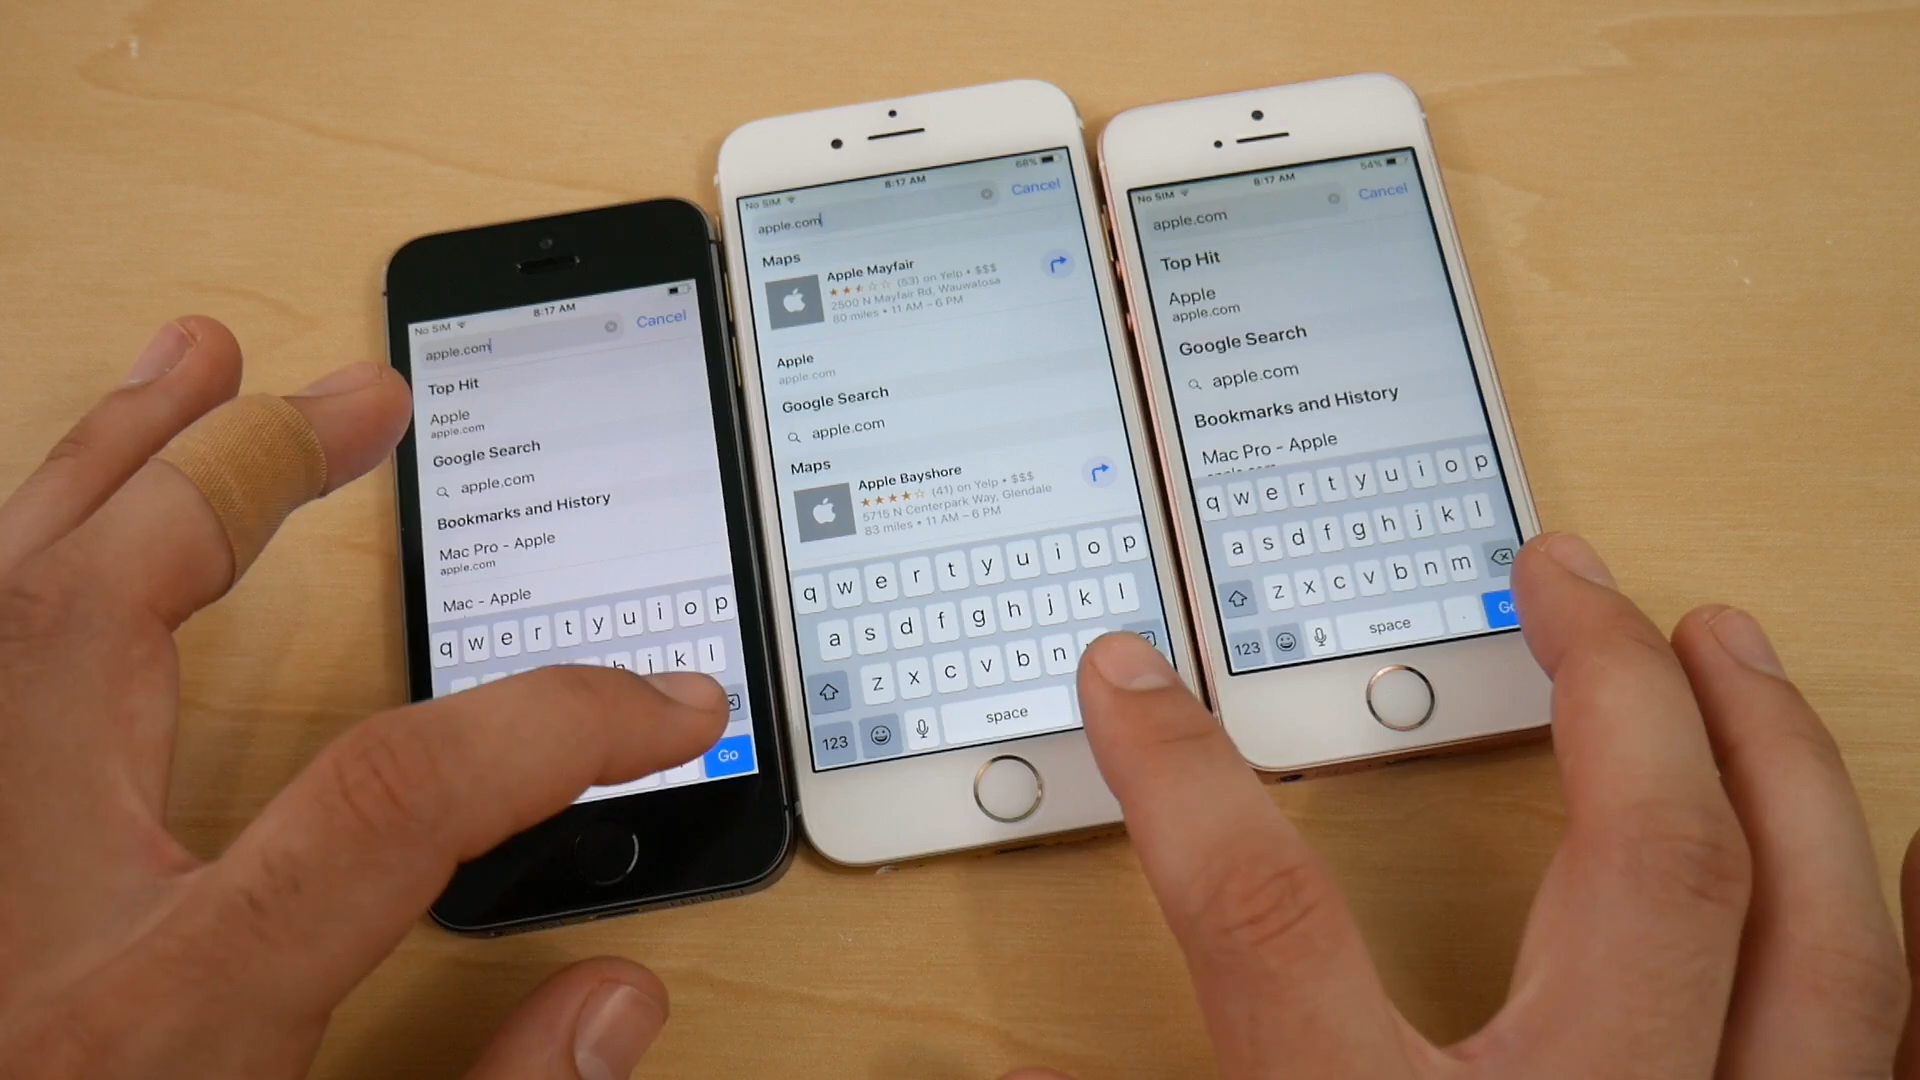 No SIM 8:17 AM
apple.com Cancel
Top Hit
Apple
apple.com
Google Search
apple.com
Bookmarks and History
Mac Pro - Apple
apple.com
Mac - Apple
q w e r t y u i o p
h j k l
Go
No SIM 8:17 AM 68%
apple.com Cancel
Maps
Apple Mayfair
(53) on Yelp • $$$
2500 N Mayfair Rd, Wauwatosa
80 miles • 11 AM – 6 PM
Apple
apple.com
Google Search
apple.com
Maps
Apple Bayshore
(41) on Yelp • $$$
5715 N Centerpark Way, Glendale
83 miles • 11 AM – 6 PM
q w e r t y u i o p
a s d f g h j k l
z x c v b n
123 space
No SIM 8:17 AM 54%
apple.com Cancel
Top Hit
Apple
apple.com
Google Search
apple.com
Bookmarks and History
Mac Pro - Apple
q w e r t y u i o p
a s d f g h j k l
z x c v b n m
123 space . Go